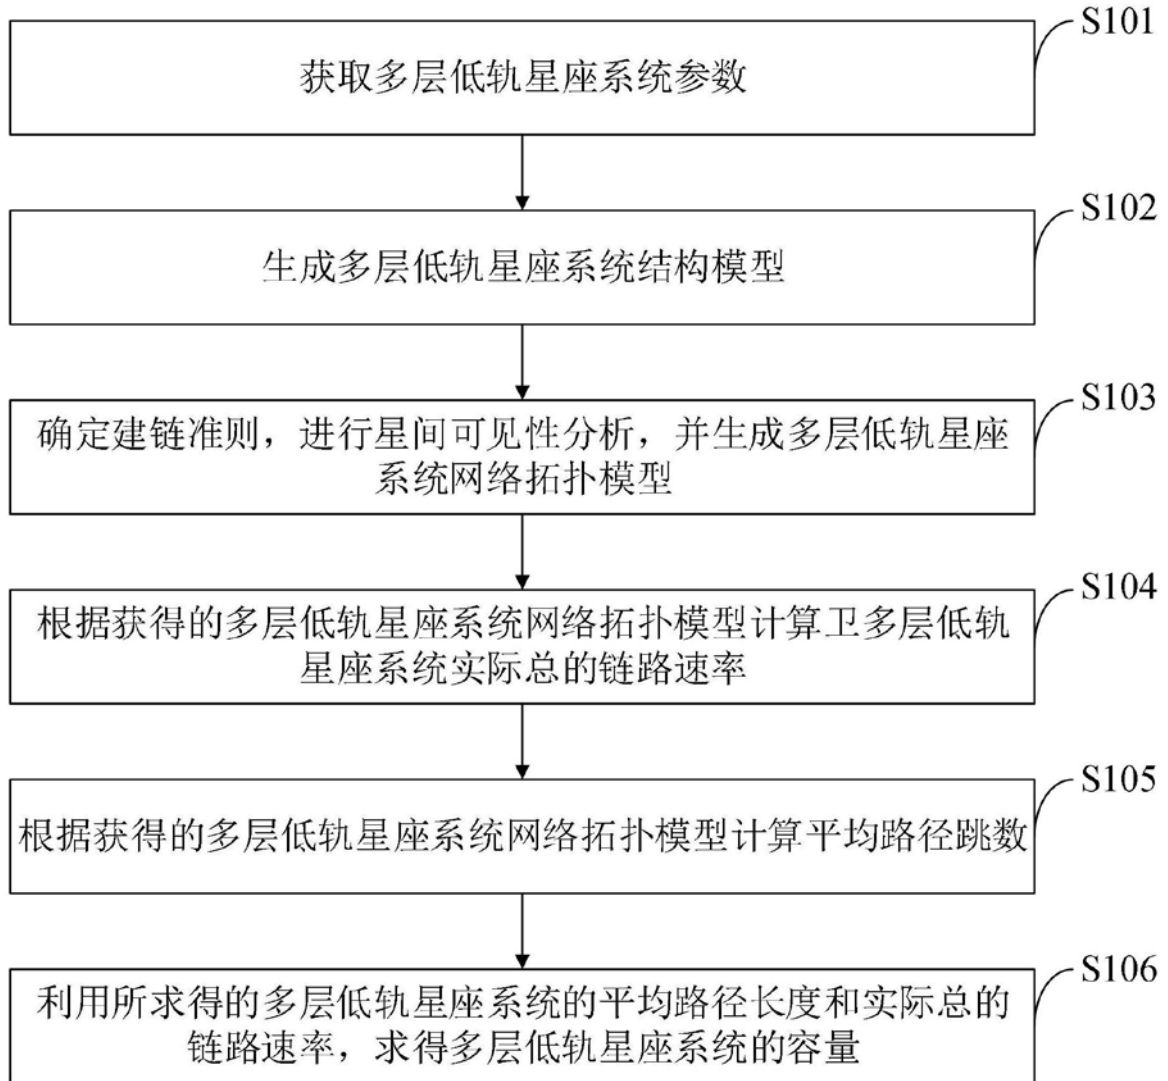 S101
获取多层低轨星座系统参数
S102
生成多层低轨星座系统结构模型
S103
确定建链准则，进行星间可见性分析，并生成多层低轨星座
系统网络拓扑模型
S104
根据获得的多层低轨星座系统网络拓扑模型计算卫多层低轨
星座系统实际总的链路速率
S105
根据获得的多层低轨星座系统网络拓扑模型计算平均路径跳数
S106
利用所求得的多层低轨星座系统的平均路径长度和实际总的
链路速率，求得多层低轨星座系统的容量